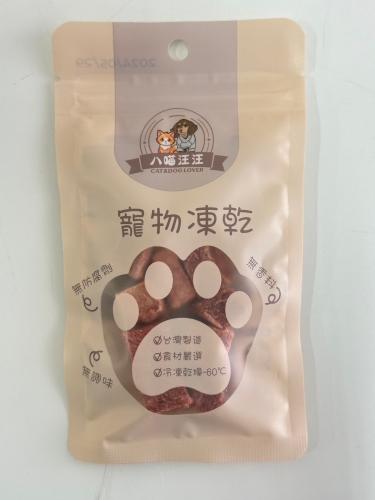 2024/05/29
八喵汪汪
CAT&DOG LOVER
寵物凍乾
無防腐劑
無香料
無調味
台灣製造
食材嚴選
冷凍乾燥-60℃